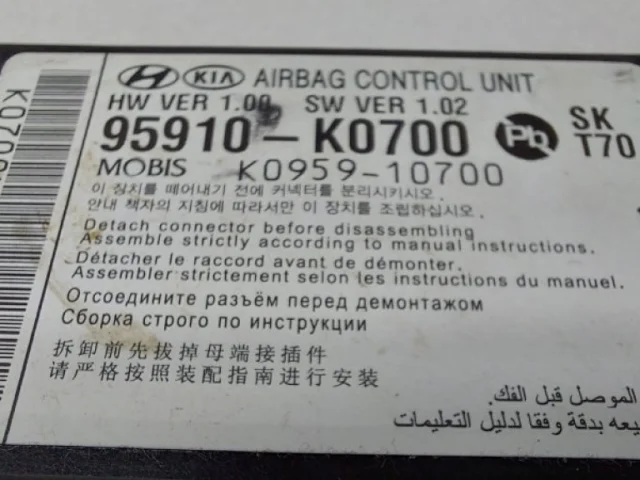 KIA AIRBAG CONTROL UNIT
HW VER 1.00 SW VER 1.02
95910-K0700 Pb SK T70
MOBIS K0959-10700
이 장치를 떼어내기 전에 커넥터를 분리시키시오.
안내 책자의 지침에 따라서만 이 장치를 조립하십시오.
Detach connector before disassembling
Assemble strictly according to manual instructions.
Détacher le raccord avant de démonter.
Assembler strictement selon les instructions du manuel.
Отсоедините разъём перед демонтажом
Сборка строго по инструкции
拆卸前先拔掉母端接插件
请严格按照装配指南进行安装
الموصل قبل الفك.
بدقة وفقا لدليل التعليمات